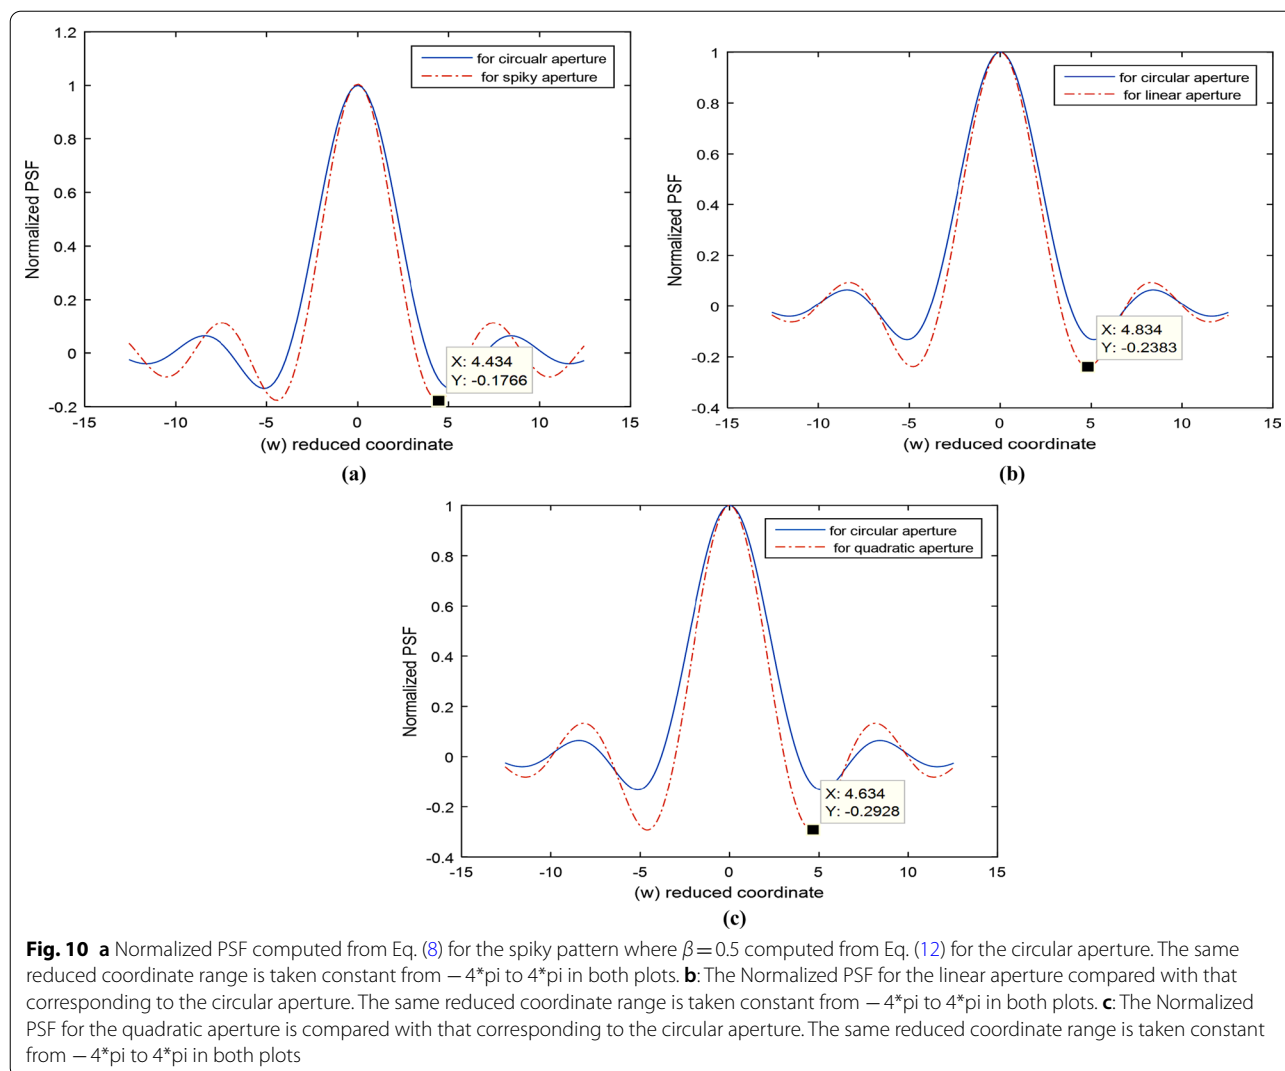 1.2
for circualr aperture
for spiky aperture
1
0.8
0.6
0.4
0.2
0
-0.2
Normalized PSF
X: 4.434
Y: -0.1766
-15 -10 -5 0 5 10 15
(w) reduced coordinate
(a)
1
for circular aperture
for linear aperture
0.8
0.6
0.4
0.2
0
-0.2
-0.4
Normalized PSF
X: 4.834
Y: -0.2383
-15 -10 -5 0 5 10 15
(w) reduced coordinate
(b)
1
for circular aperture
for quadratic aperture
0.8
0.6
0.4
0.2
0
-0.2
-0.4
Normalized PSF
X: 4.634
Y: -0.2928
-15 -10 -5 0 5 10 15
(w) reduced coordinate
(c)
Fig. 10 a Normalized PSF computed from Eq. (8) for the spiky pattern where β = 0.5 computed from Eq. (12) for the circular aperture. The same
reduced coordinate range is taken constant from − 4*pi to 4*pi in both plots. b: The Normalized PSF for the linear aperture compared with that
corresponding to the circular aperture. The same reduced coordinate range is taken constant from − 4*pi to 4*pi in both plots. c: The Normalized
PSF for the quadratic aperture is compared with that corresponding to the circular aperture. The same reduced coordinate range is taken constant
from − 4*pi to 4*pi in both plots